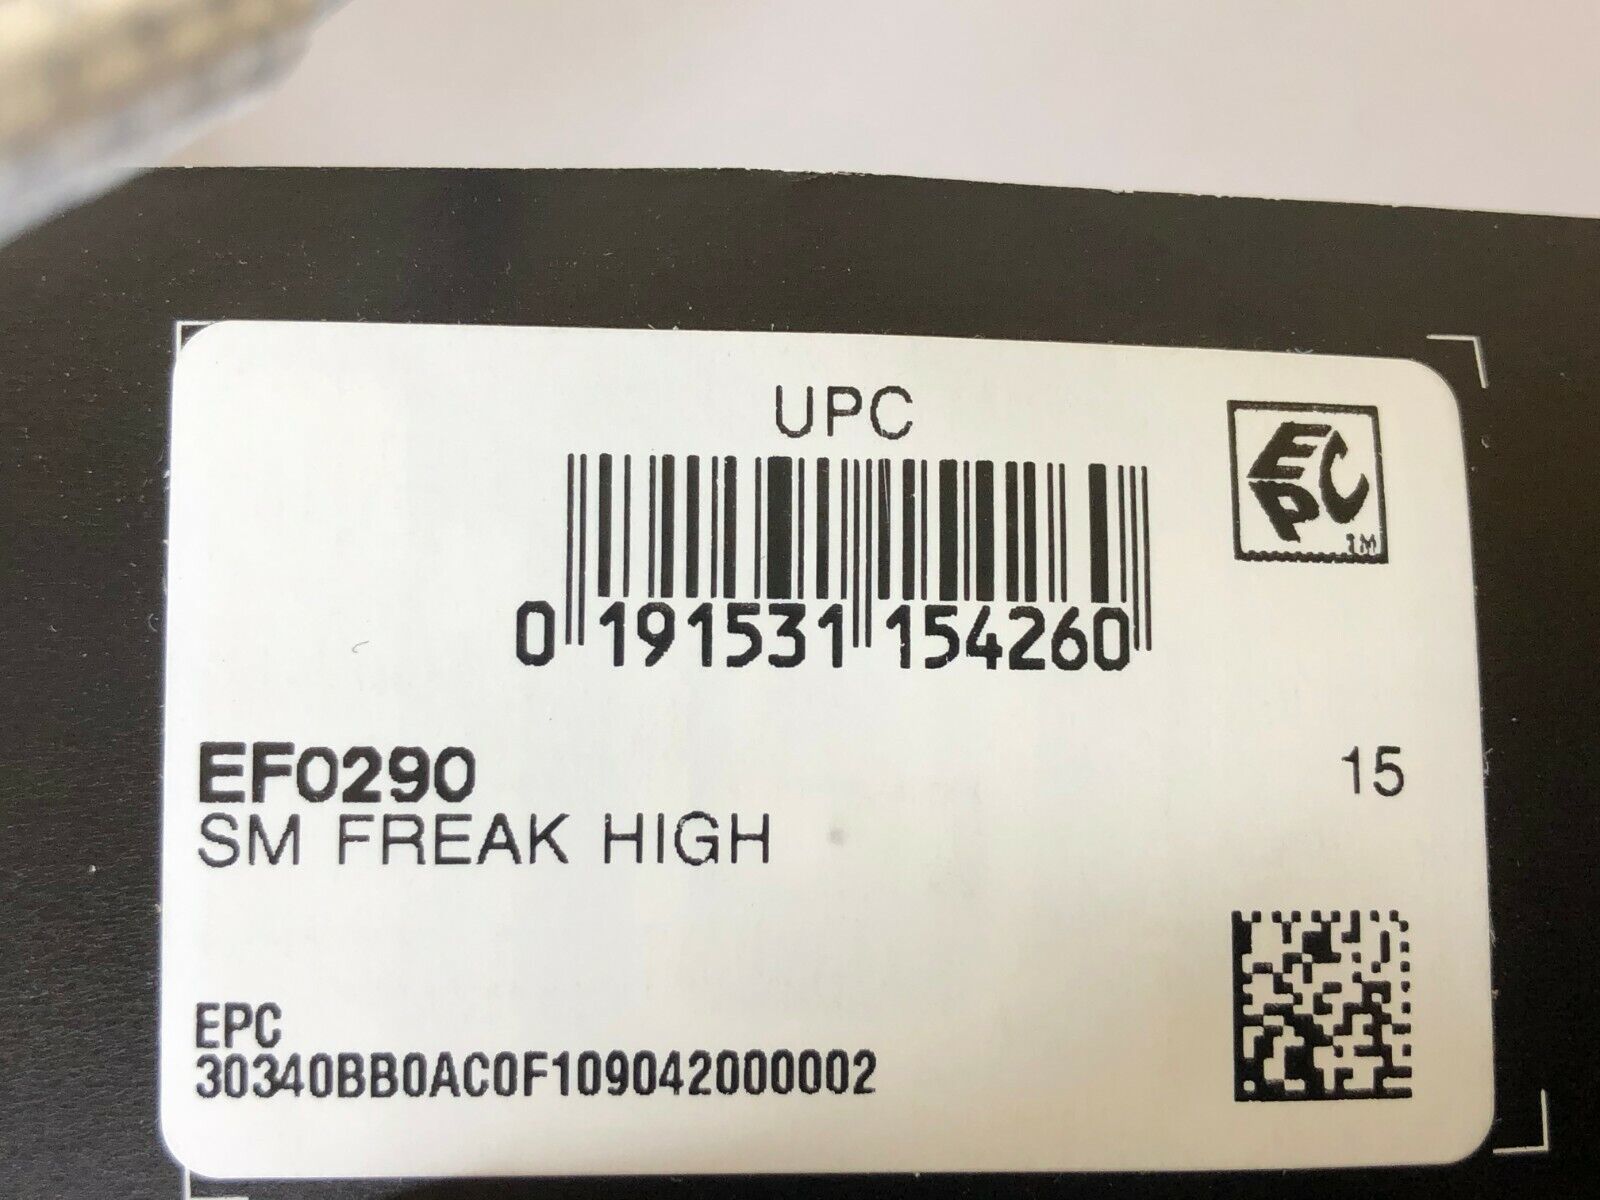 UPC
EPC TM
0 191531 154260
EF0290 15
SM FREAK HIGH
EPC
30340BB0AC0F109042000002